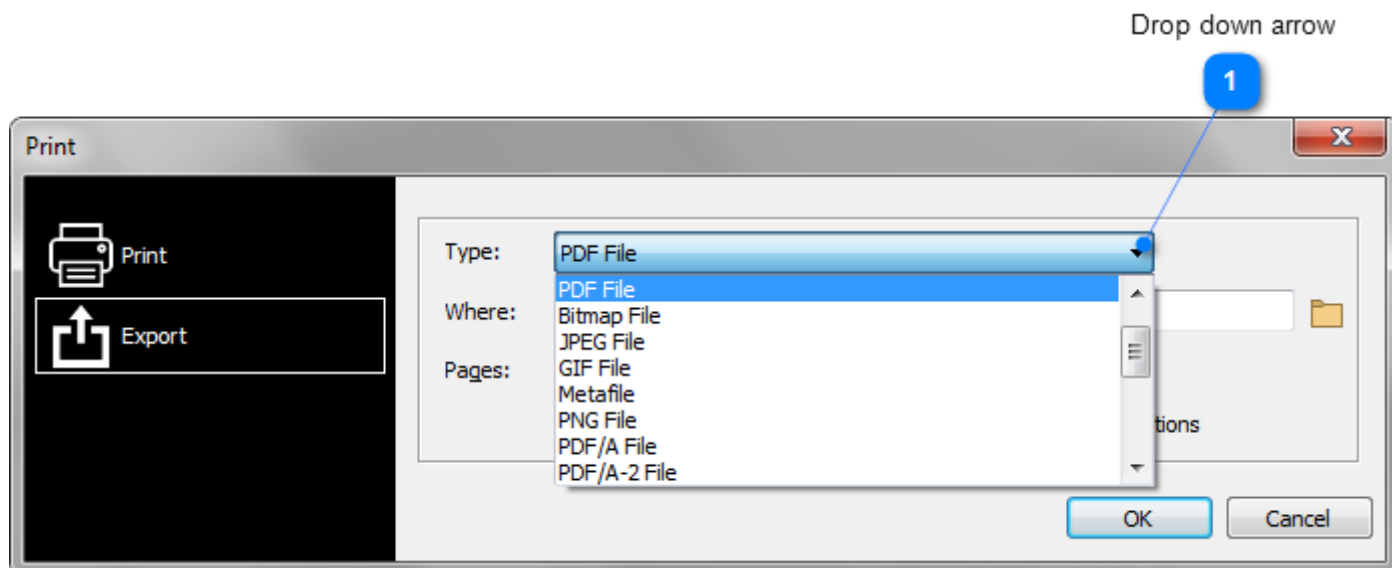 Drop down arrow
1
Print
Print
Export
Type:
PDF File
PDF File
Bitmap File
JPEG File
GIF File
Metafile
PNG File
PDF/A File
PDF/A-2 File
Where:
Pages:
tions
OK
Cancel